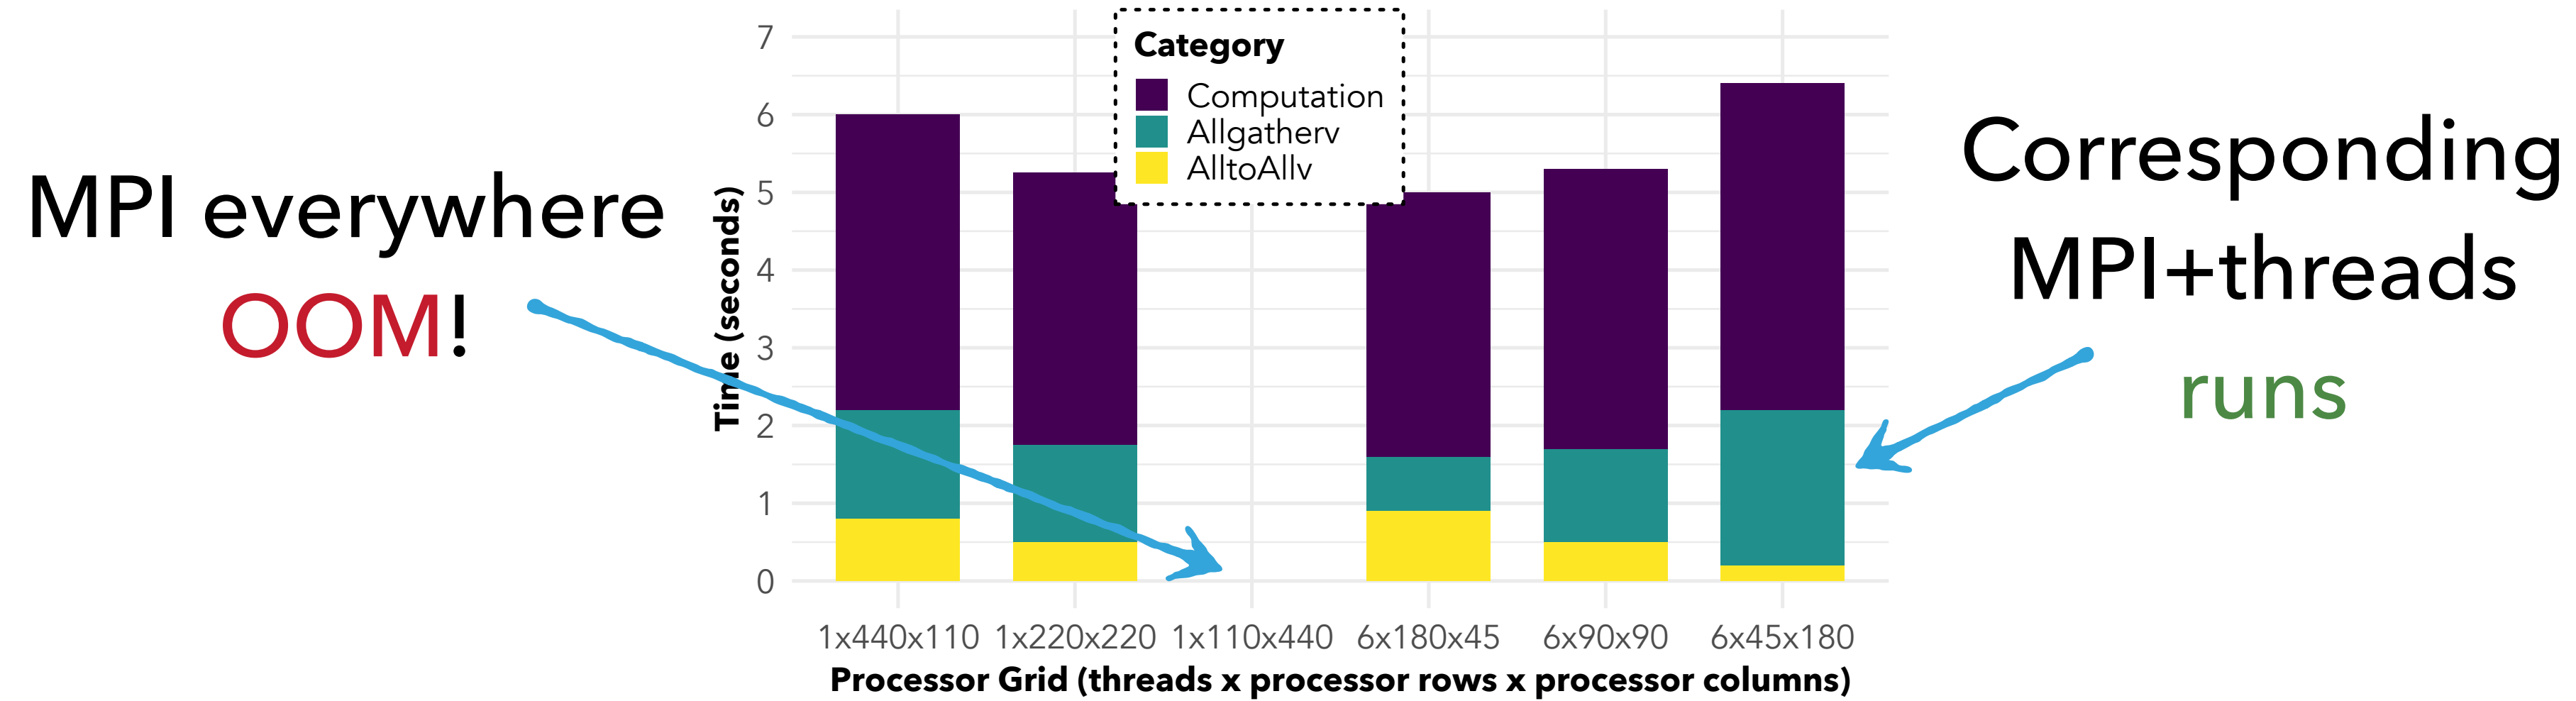 MPI everywhere
OOM!
Time (seconds)
7
6
5
4
3
2
1
0
Category
Computation
Allgatherv
AlltoAllv
1x440x110 1x220x220 1x110x440 6x180x45 6x90x90 6x45x180
Processor Grid (threads x processor rows x processor columns)
Corresponding
MPI+threads
runs